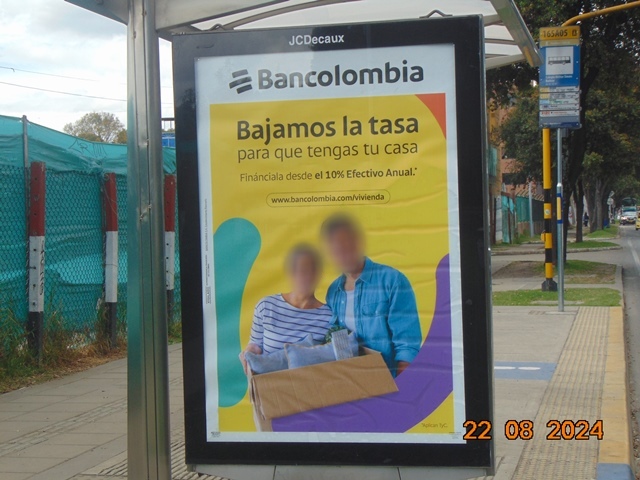 JCDecaux
Bancolombia
Bajamos la tasa
para que tengas tu casa
Fináncíala desde el 10% Efectivo Anual.*
www.bancolombia.com/vivienda
22 08 2024